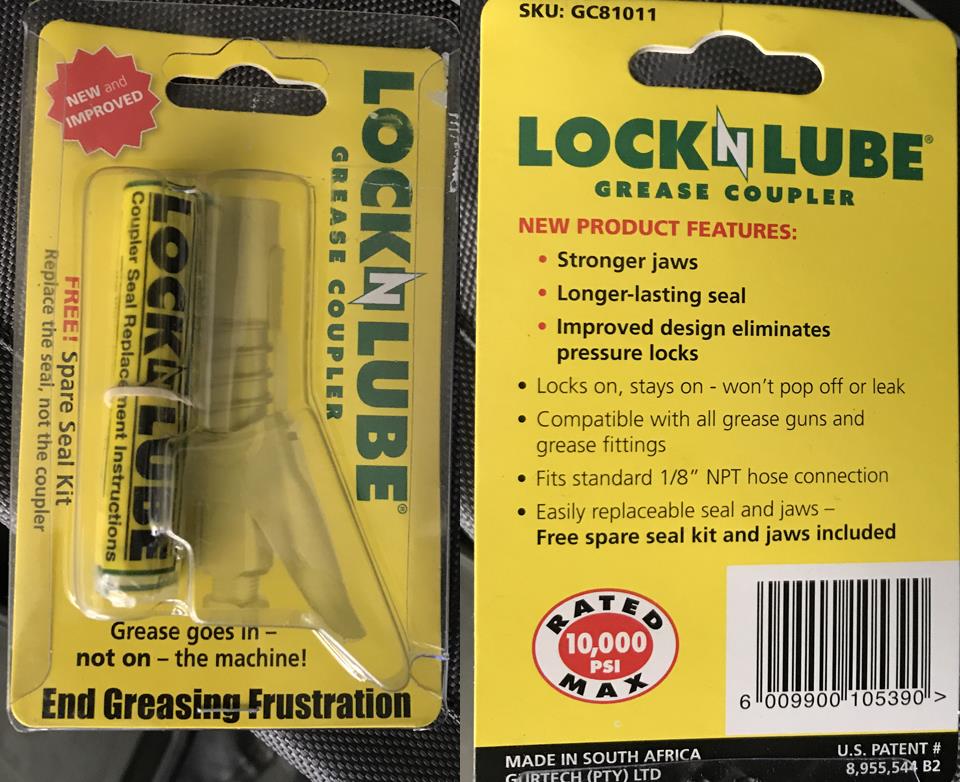 NEW and
IMPROVED
LOCKNLUBE®
GREASE COUPLER
LOCKNLUBE
Coupler Seal Replacement Instructions
FREE! Spare Seal Kit
Replace the seal, not the coupler
Grease goes in –
not on – the machine!
End Greasing Frustration
SKU: GC81011
LOCKNLUBE®
GREASE COUPLER
NEW PRODUCT FEATURES:
• Stronger jaws
• Longer-lasting seal
• Improved design eliminates
pressure locks
• Locks on, stays on - won't pop off or leak
• Compatible with all grease guns and
grease fittings
• Fits standard 1/8" NPT hose connection
• Easily replaceable seal and jaws –
Free spare seal kit and jaws included
RATED
10,000
PSI
MAX
6 009900 105390 >
MADE IN SOUTH AFRICA
GURTECH (PTY) LTD
U.S. PATENT #
8,955,544 B2